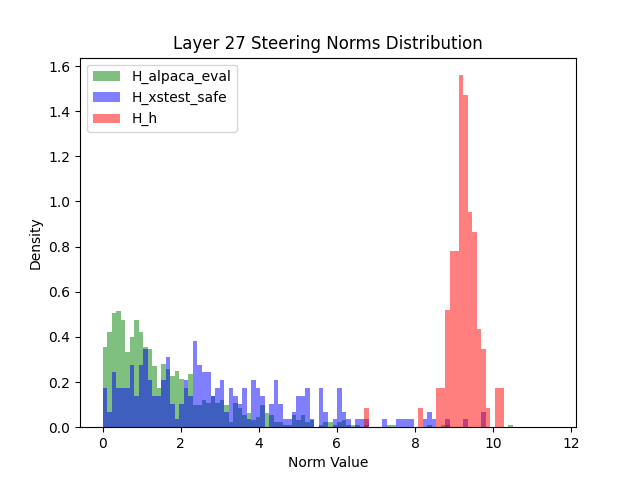 Layer 27 Steering Norms Distribution
H_alpaca_eval
H_xstest_safe
H_h
Density
1.6
1.4
1.2
1.0
0.8
0.6
0.4
0.2
0.0
0
2
4
6
8
10
12
Norm Value